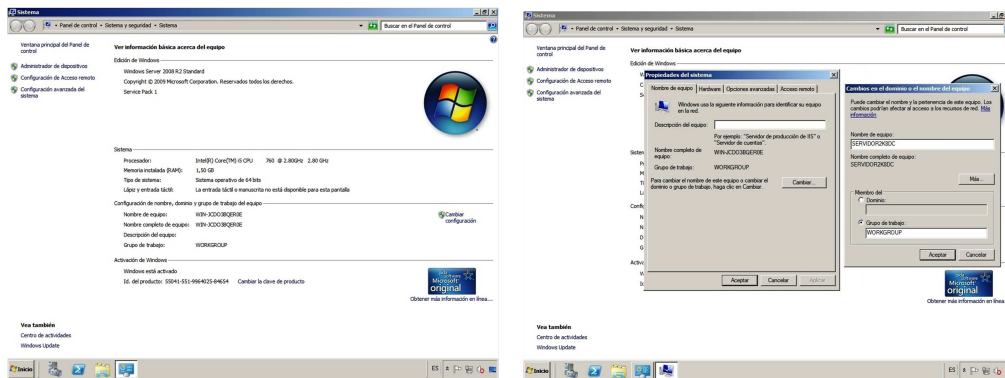 Sistema
Panel de control
Sistema y seguridad
Sistema
Buscar en el Panel de control
Ventana principal del Panel de
control
Administrador de dispositivos
Configuración de Acceso remoto
Configuración avanzada del
sistema
Ver información básica acerca del equipo
Edición de Windows
Windows Server 2008 R2 Standard
Copyright © 2009 Microsoft Corporation. Reservados todos los derechos.
Service Pack 1
Sistema
Procesador: Intel(R) Core(TM) i5 CPU 760 @ 2.80GHz 2.80 GHz
Memoria instalada (RAM): 1,50 GB
Tipo de sistema: Sistema operativo de 64 bits
Lápiz y entrada táctil: La entrada táctil o manuscrita no está disponible para esta pantalla
Configuración de nombre, dominio y grupo de trabajo del equipo
Nombre de equipo: WIN-JCDO3BQER0E
Cambiar
configuración
Nombre completo de equipo: WIN-JCDO3BQER0E
Descripción del equipo:
Grupo de trabajo: WORKGROUP
Activación de Windows
Windows está activado
Id. del producto: 55041-551-9964025-84654 Cambiar la clave de producto
Microsoft
original
Obtener más información en línea...
Vea también
Centro de actividades
Windows Update
Inicio
ES
Sistema
Panel de control
Sistema y seguridad
Sistema
Buscar en el Panel de control
Ventana principal del Panel de
control
Administrador de dispositivos
Configuración de Acceso remoto
Configuración avanzada del
sistema
Ver información básica acerca del equipo
Edición de Windows
Propiedades del sistema
Nombre de equipo Hardware Opciones avanzadas Acceso remoto
Windows usa la siguiente información para identificar su equipo
en la red.
Descripción del equipo:
Por ejemplo: "Servidor de producción de IIS" o
"Servidor de cuentas".
Nombre completo de
equipo:
WIN-JCDO3BQER0E
Grupo de trabajo: WORKGROUP
Para cambiar el nombre de este equipo o cambiar el
dominio o grupo de trabajo, haga clic en Cambiar.
Cambiar...
Aceptar Cancelar Aplicar
Cambios en el dominio o el nombre del equipo
Puede cambiar el nombre y la pertenencia de este equipo. Los
cambios podrían afectar al acceso a los recursos de red. Más
información
Nombre de equipo:
SERVIDOR2K8DC
Nombre completo de equipo:
SERVIDOR2K8DC
Más...
Miembro del
Dominio:
Grupo de trabajo:
WORKGROUP
Aceptar Cancelar
Microsoft
original
Obtener más información en línea
Vea también
Centro de actividades
Windows Update
Inicio
ES